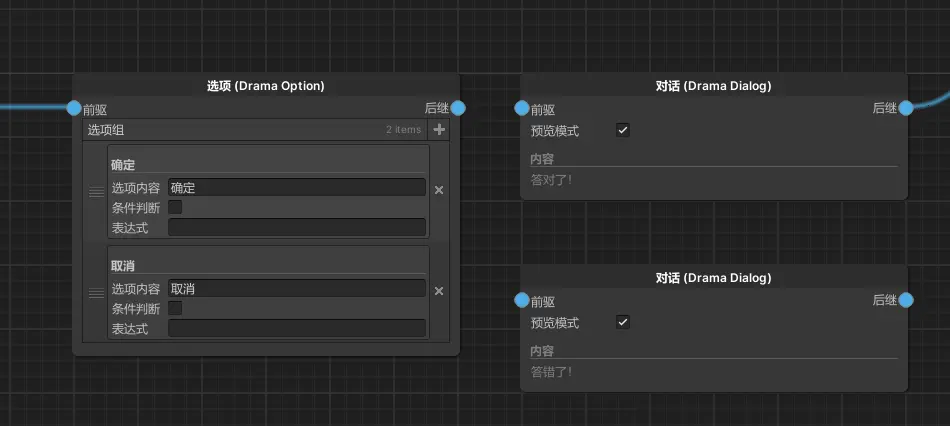 选项 (Drama Option)
前驱 后继
选项组 2 items
确定
选项内容 确定
条件判断
表达式
取消
选项内容 取消
条件判断
表达式
对话 (Drama Dialog)
前驱 后继
预览模式
内容
答对了!
对话 (Drama Dialog)
前驱 后继
预览模式
内容
答错了!